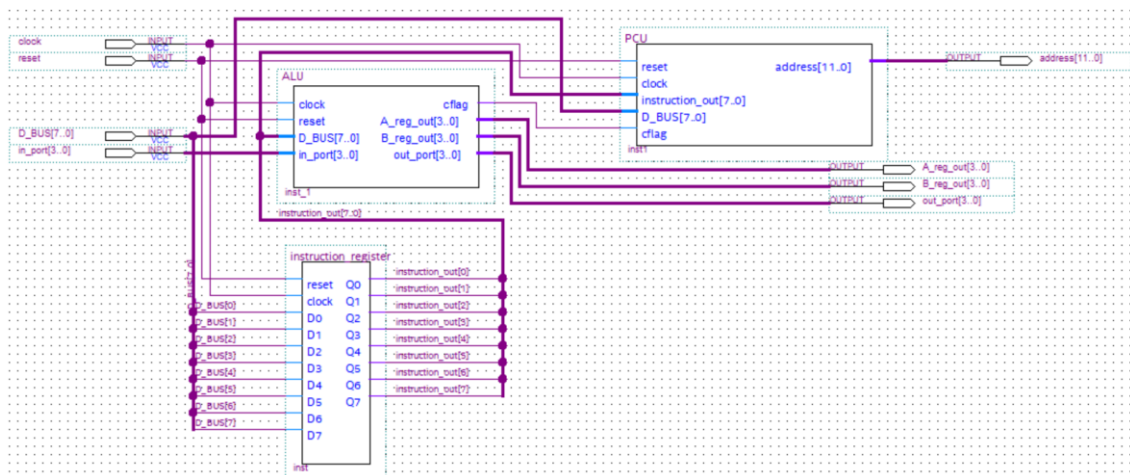 clock INPUT VCC
reset INPUT VCC
D_BUS[7..0] INPUT VCC
in_port[3..0] INPUT VCC
ALU
clock cflag
reset A_reg_out[3..0]
D_BUS[7..0] B_reg_out[3..0]
in_port[3..0] out_port[3..0]
inst_1
PCU
reset address[11..0]
clock
instruction_out[7..0]
D_BUS[7..0]
cflag
inst1
OUTPUT address[11..0]
OUTPUT A_reg_out[3..0]
OUTPUT B_reg_out[3..0]
OUTPUT out_port[3..0]
instruction_out[7..0]
instruction_register
reset Q0 instruction_out[0]
clock Q1 instruction_out[1]
D_BUS[0] D0 Q2 instruction_out[2]
D_BUS[1] D1 Q3 instruction_out[3]
D_BUS[2] D2 Q4 instruction_out[4]
D_BUS[3] D3 Q5 instruction_out[5]
D_BUS[4] D4 Q6 instruction_out[6]
D_BUS[5] D5 Q7 instruction_out[7]
D_BUS[6] D6
D_BUS[7] D7
inst